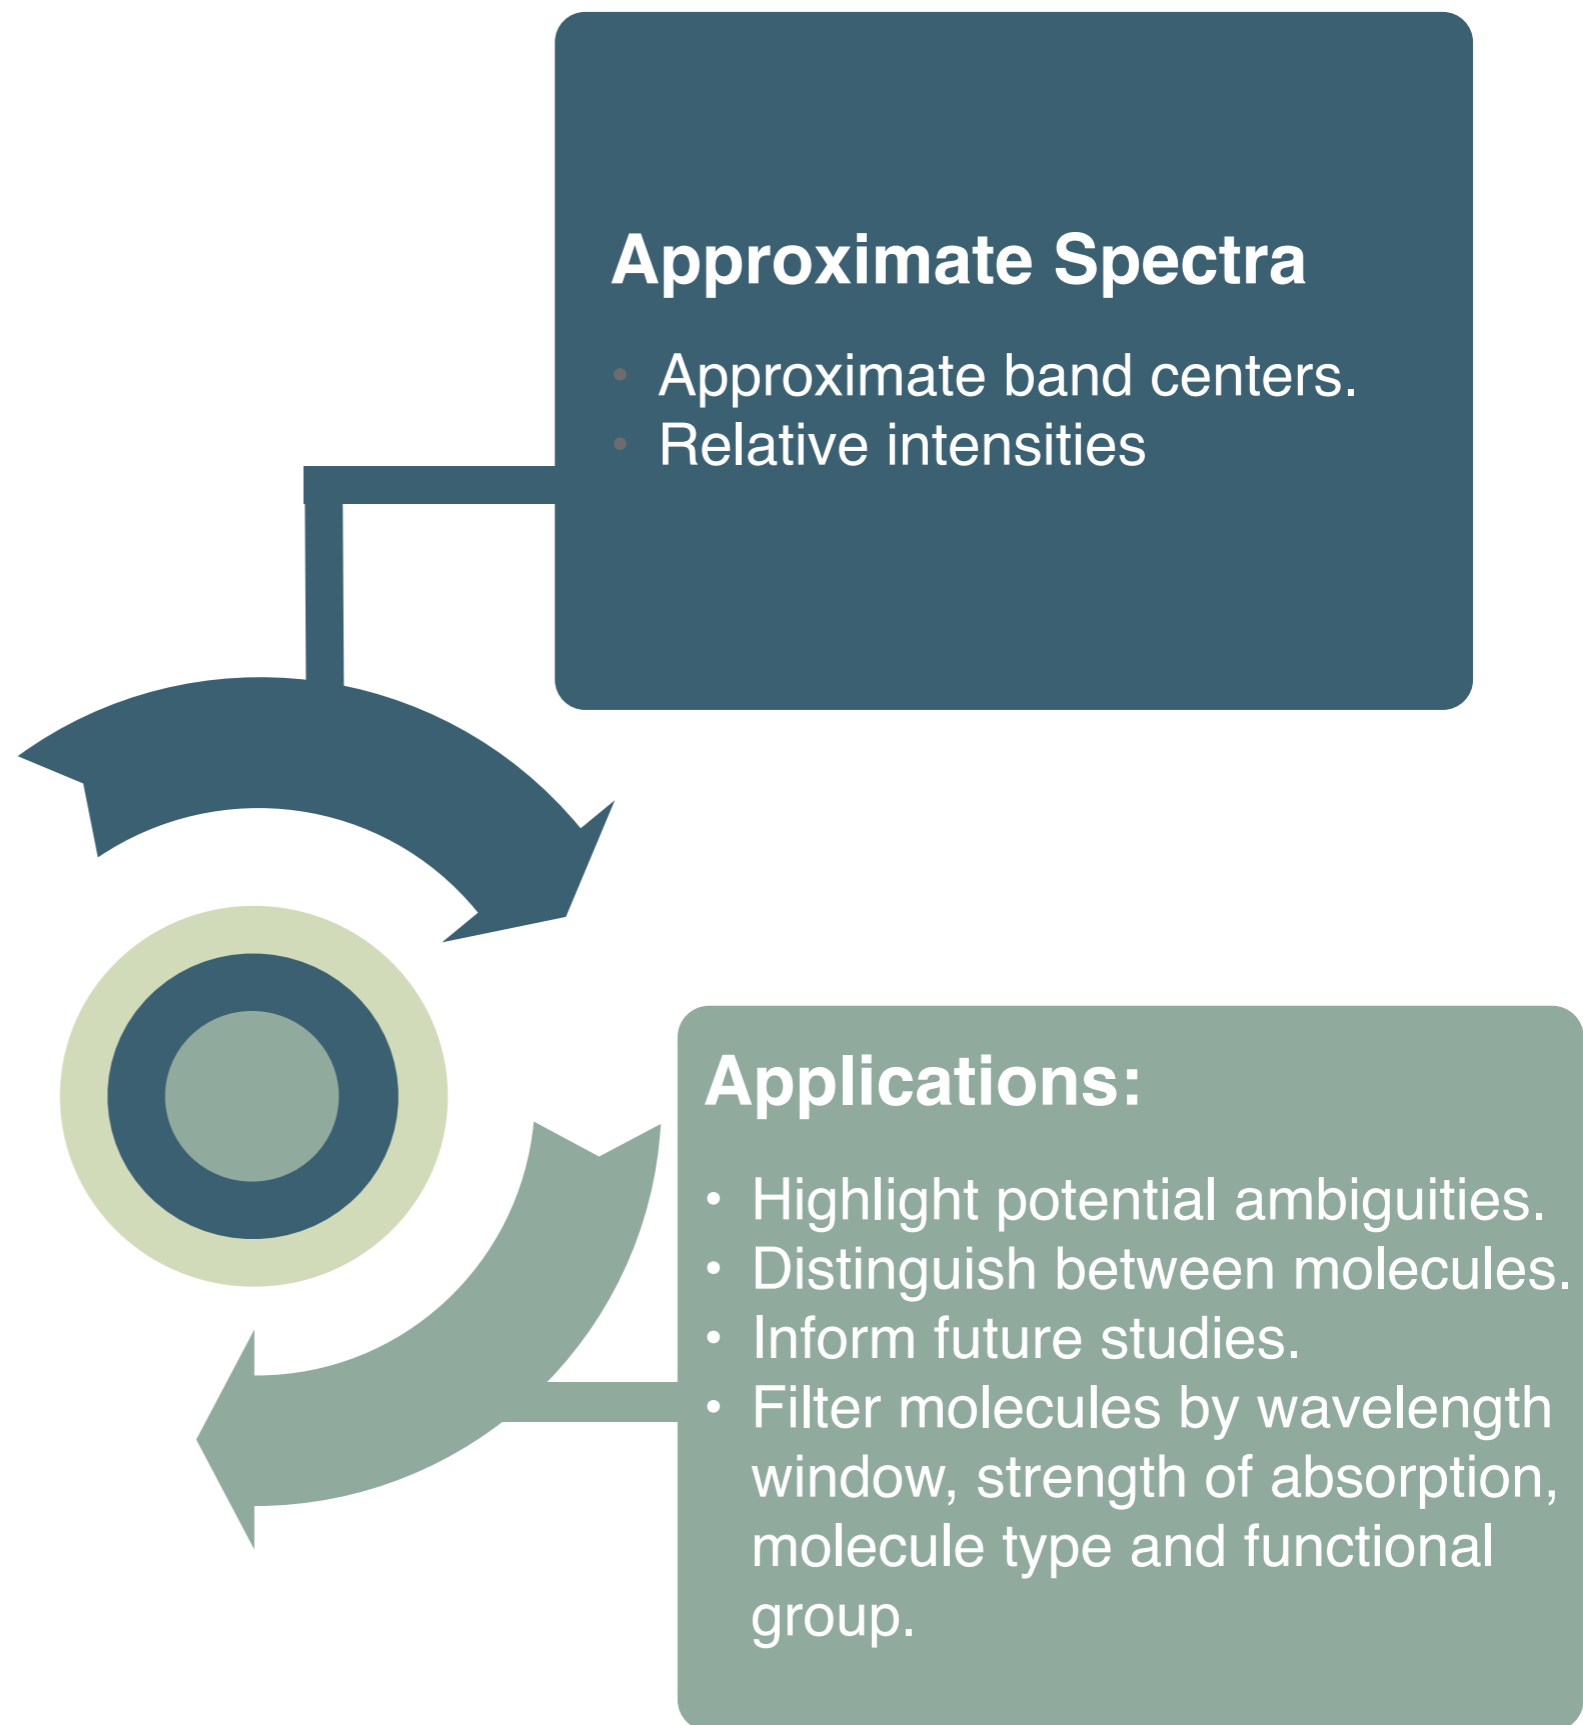 Approximate Spectra
• Approximate band centers.
• Relative intensities
Applications:
• Highlight potential ambiguities.
• Distinguish between molecules.
• Inform future studies.
• Filter molecules by wavelength
window, strength of absorption,
molecule type and functional
group.